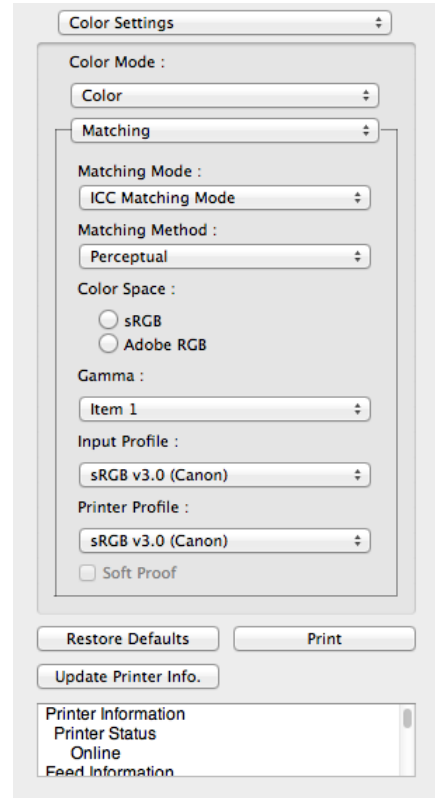 Color Settings
Color Mode :
Color
Matching
Matching Mode :
ICC Matching Mode
Matching Method :
Perceptual
Color Space :
sRGB
Adobe RGB
Gamma :
Item 1
Input Profile :
sRGB v3.0 (Canon)
Printer Profile :
sRGB v3.0 (Canon)
Soft Proof
Restore Defaults Print
Update Printer Info.
Printer Information
Printer Status
Online
Feed Information